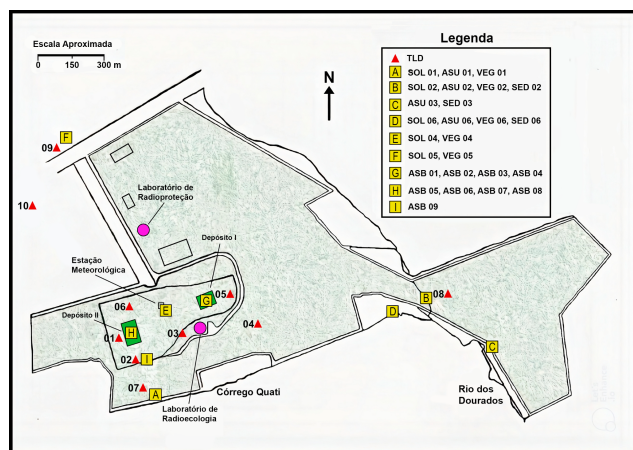 Escala Aproximada
0 150 300 m
N
Legenda
TLD
A SOL 01, ASU 01, VEG 01
B SOL 02, ASU 02, VEG 02, SED 02
C ASU 03, SED 03
D SOL 06, ASU 06, VEG 06, SED 06
E SOL 04, VEG 04
F SOL 05, VEG 05
G ASB 01, ASB 02, ASB 03, ASB 04
H ASB 05, ASB 06, ASB 07, ASB 08
I ASB 09
F
09
10
Laboratório de
Radioproteção
Depósito I
Estação
Meteorológica
05
G
06
E
Depósito II
H
01
03
04
02
I
07
A
B
08
D
C
Laboratório de
Radioecologia
Córrego Quati
Rio dos
Dourados